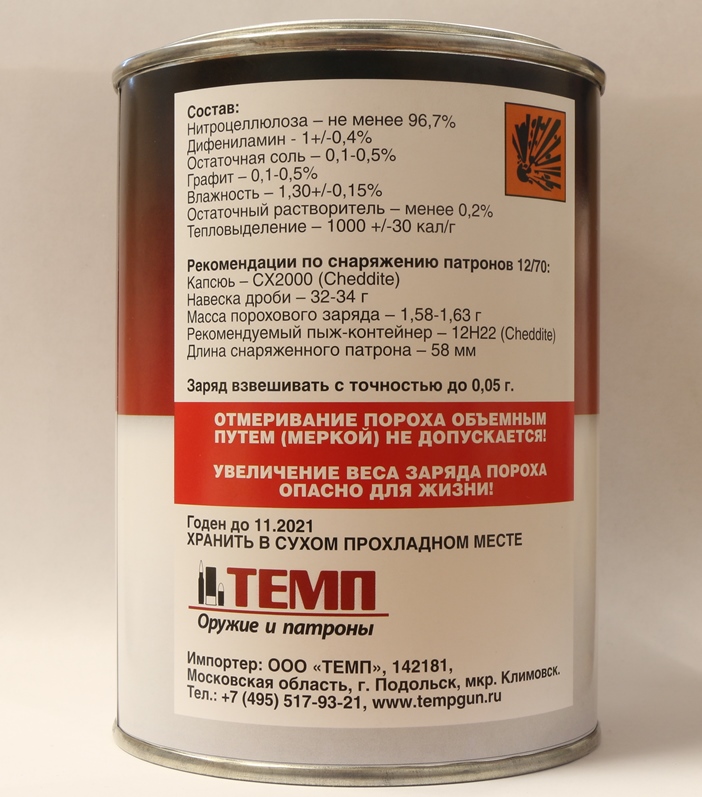 Состав:
Нитроцеллюлоза – не менее 96,7%
Дифениламин - 1+/-0,4%
Остаточная соль – 0,1-0,5%
Графит – 0,1-0,5%
Влажность – 1,30+/-0,15%
Остаточный растворитель – менее 0,2%
Тепловыделение – 1000 +/-30 кал/г
Рекомендации по снаряжению патронов 12/70:
Капсюь – CX2000 (Cheddite)
Навеска дроби – 32-34 г
Масса порохового заряда – 1,58-1,63 г
Рекомендуемый пыж-контейнер – 12H22 (Cheddite)
Длина снаряженного патрона – 58 мм
Заряд взвешивать с точностью до 0,05 г.
ОТМЕРИВАНИЕ ПОРОХА ОБЪЕМНЫМ
ПУТЕМ (МЕРКОЙ) НЕ ДОПУСКАЕТСЯ!
УВЕЛИЧЕНИЕ ВЕСА ЗАРЯДА ПОРОХА
ОПАСНО ДЛЯ ЖИЗНИ!
Годен до 11.2021
ХРАНИТЬ В СУХОМ ПРОХЛАДНОМ МЕСТЕ
ТЕМП
Оружие и патроны
Импортер: ООО «ТЕМП», 142181,
Московская область, г. Подольск, мкр. Климовск.
Тел.: +7 (495) 517-93-21, www.tempgun.ru